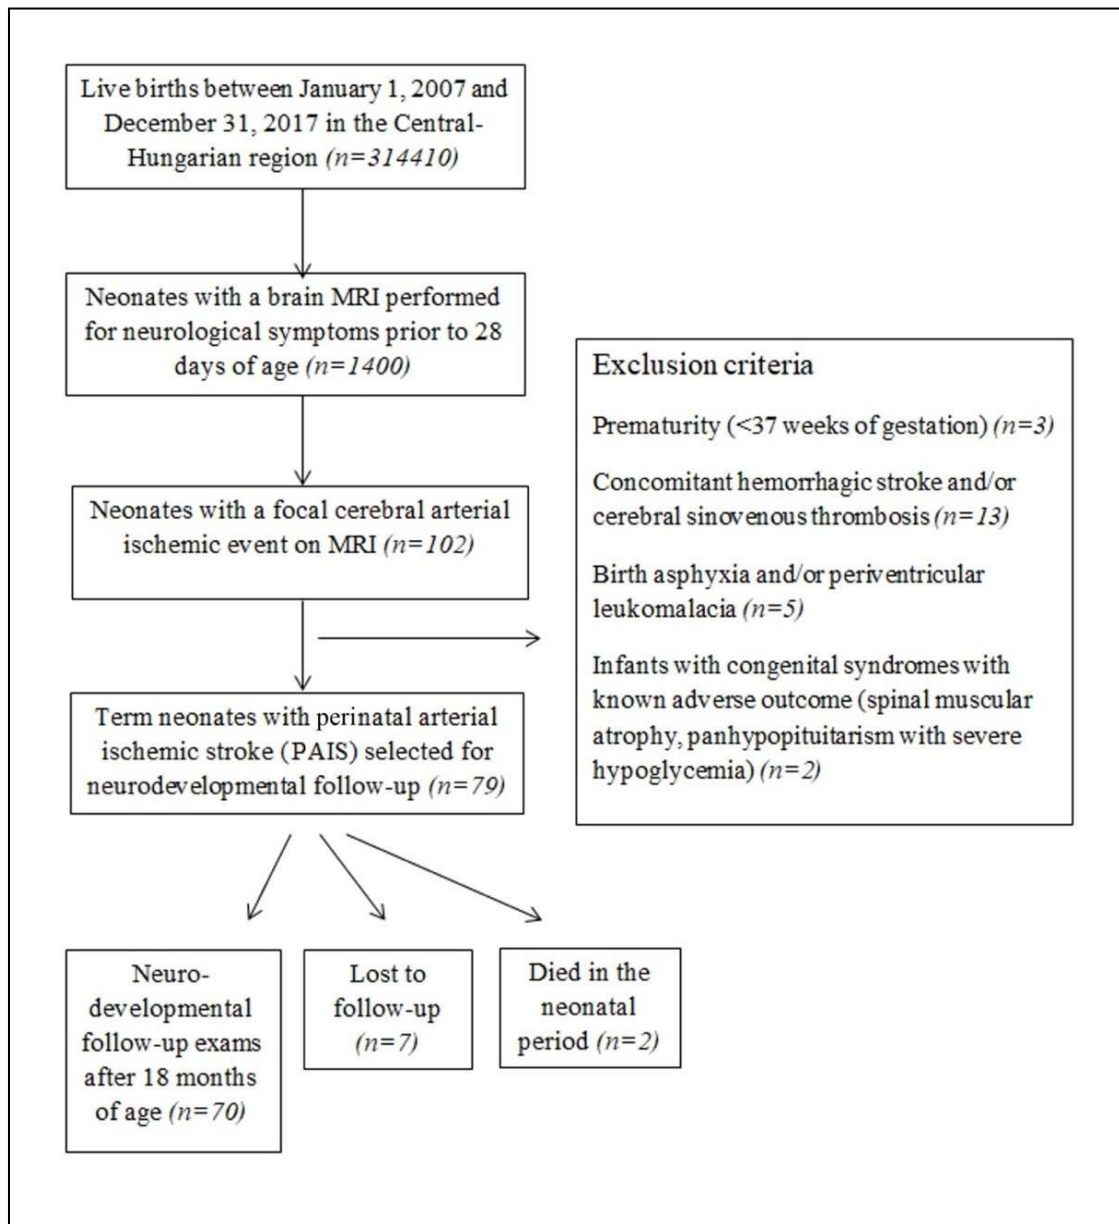 Live births between January 1, 2007 and
December 31, 2017 in the Central-
Hungarian region (n=314410)
Neonates with a brain MRI performed
for neurological symptoms prior to 28
days of age (n=1400)
Neonates with a focal cerebral arterial
ischemic event on MRI (n=102)
Exclusion criteria
Prematurity (<37 weeks of gestation) (n=3)
Concomitant hemorrhagic stroke and/or
cerebral sinovenous thrombosis (n=13)
Birth asphyxia and/or periventricular
leukomalacia (n=5)
Infants with congenital syndromes with
known adverse outcome (spinal muscular
atrophy, panhypopituitarism with severe
hypoglycemia) (n=2)
Term neonates with perinatal arterial
ischemic stroke (PAIS) selected for
neurodevelopmental follow-up (n=79)
Neuro-
developmental
follow-up exams
after 18 months
of age (n=70)
Lost to
follow-up
(n=7)
Died in the
neonatal
period (n=2)